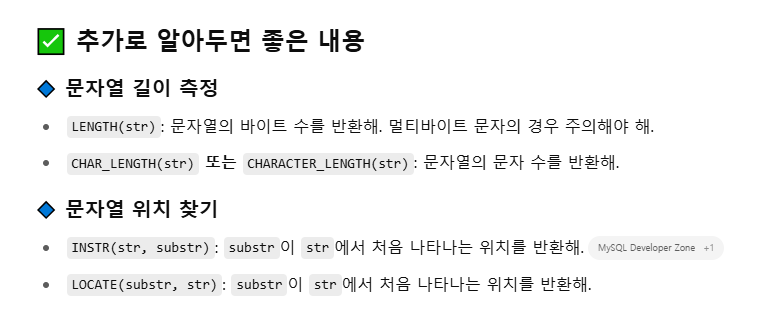 ✅ 추가로 알아두면 좋은 내용
🔷 문자열 길이 측정
• LENGTH(str): 문자열의 바이트 수를 반환해. 멀티바이트 문자의 경우 주의해야 해.
• CHAR_LENGTH(str) 또는 CHARACTER_LENGTH(str): 문자열의 문자 수를 반환해.
🔷 문자열 위치 찾기
• INSTR(str, substr): substr이 str에서 처음 나타나는 위치를 반환해. MySQL Developer Zone +1
• LOCATE(substr, str): substr이 str에서 처음 나타나는 위치를 반환해.